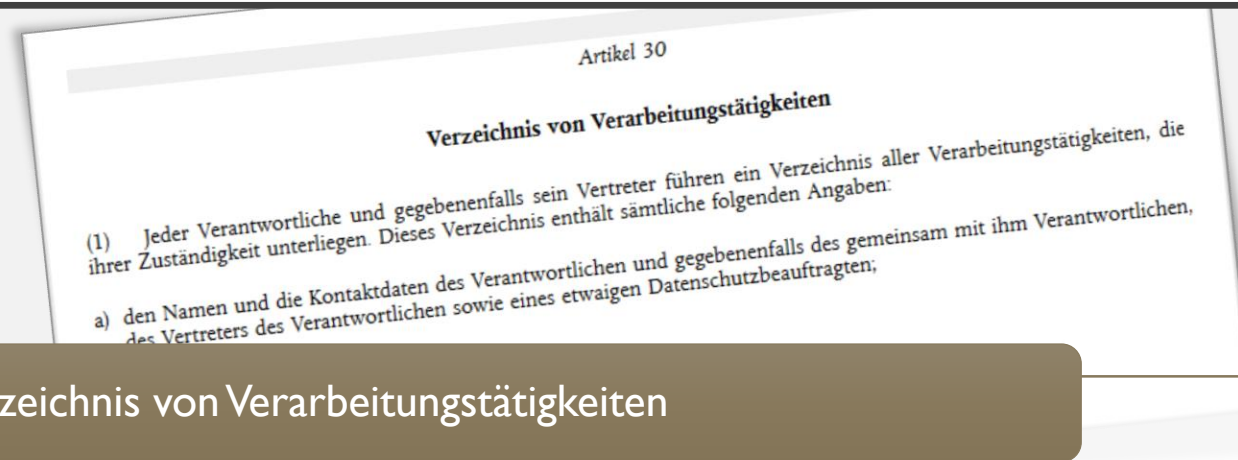 Artikel 30
Verzeichnis von Verarbeitungstätigkeiten
(1) Jeder Verantwortliche und gegebenenfalls sein Vertreter führen ein Verzeichnis aller Verarbeitungstätigkeiten, die
ihrer Zuständigkeit unterliegen. Dieses Verzeichnis enthält sämtliche folgenden Angaben:
a) den Namen und die Kontaktdaten des Verantwortlichen und gegebenenfalls des gemeinsam mit ihm Verantwortlichen,
des Vertreters des Verantwortlichen sowie eines etwaigen Datenschutzbeauftragten;
zeichnis von Verarbeitungstätigkeiten